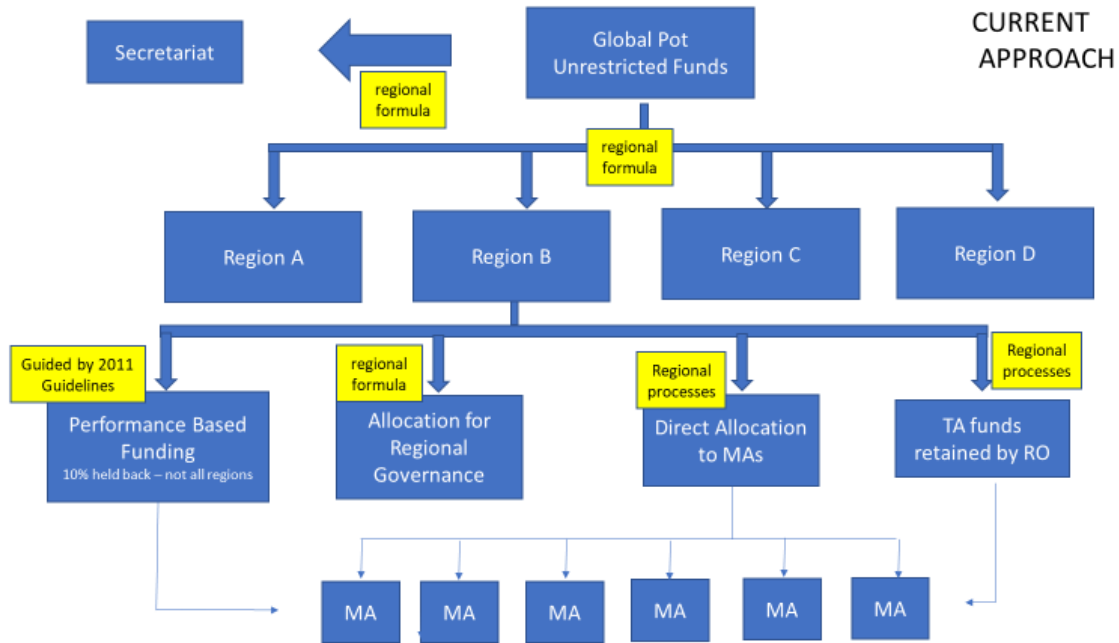 CURRENT
APPROACH
Secretariat
Global Pot
Unrestricted Funds
regional
formula
regional
formula
Region A
Region B
Region C
Region D
Guided by 2011
Guidelines
regional
formula
Regional
processes
Regional
processes
Performance Based
Funding
10% held back – not all regions
Allocation for
Regional
Governance
Direct Allocation
to MAs
TA funds
retained by RO
MA
MA
MA
MA
MA
MA